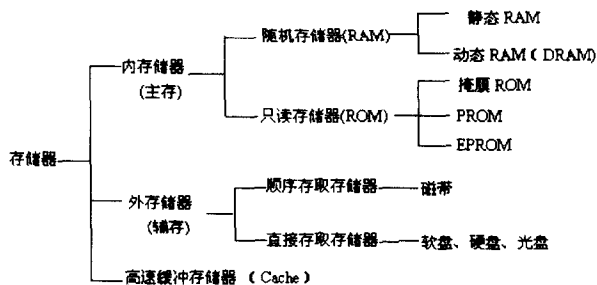 静态 RAM
随机存储器(RAM)
动态 RAM ( DRAM)
内存储器
(主存)
掩膜 ROM
只读存储器(ROM)
PROM
EPROM
存储器
顺序存取存储器
磁带
外存储器
(辅存)
直接存取存储器
软盘、硬盘、光盘
高速缓冲存储器 ( Cache )